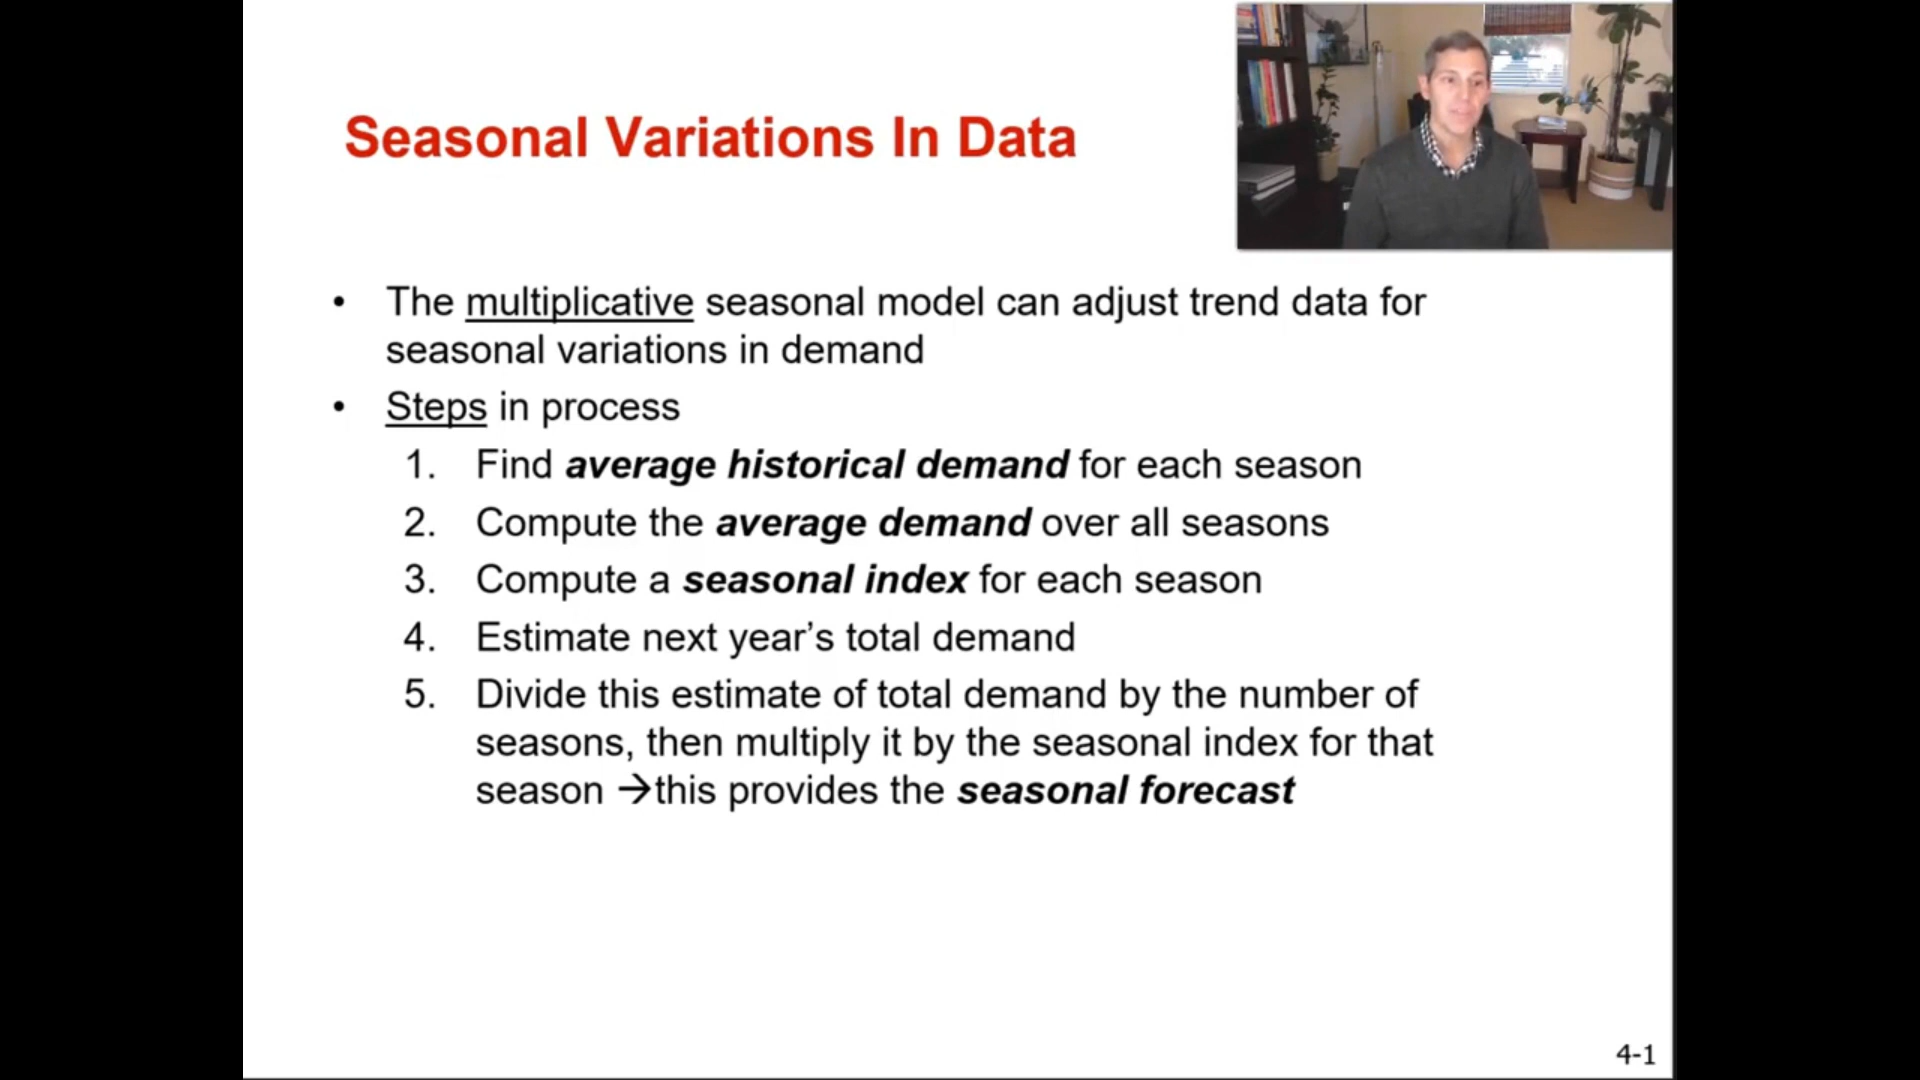 Seasonal Variations In Data
• The multiplicative seasonal model can adjust trend data for
seasonal variations in demand
• Steps in process
1. Find average historical demand for each season
2. Compute the average demand over all seasons
3. Compute a seasonal index for each season
4. Estimate next year’s total demand
5. Divide this estimate of total demand by the number of
seasons, then multiply it by the seasonal index for that
season →this provides the seasonal forecast
4-1